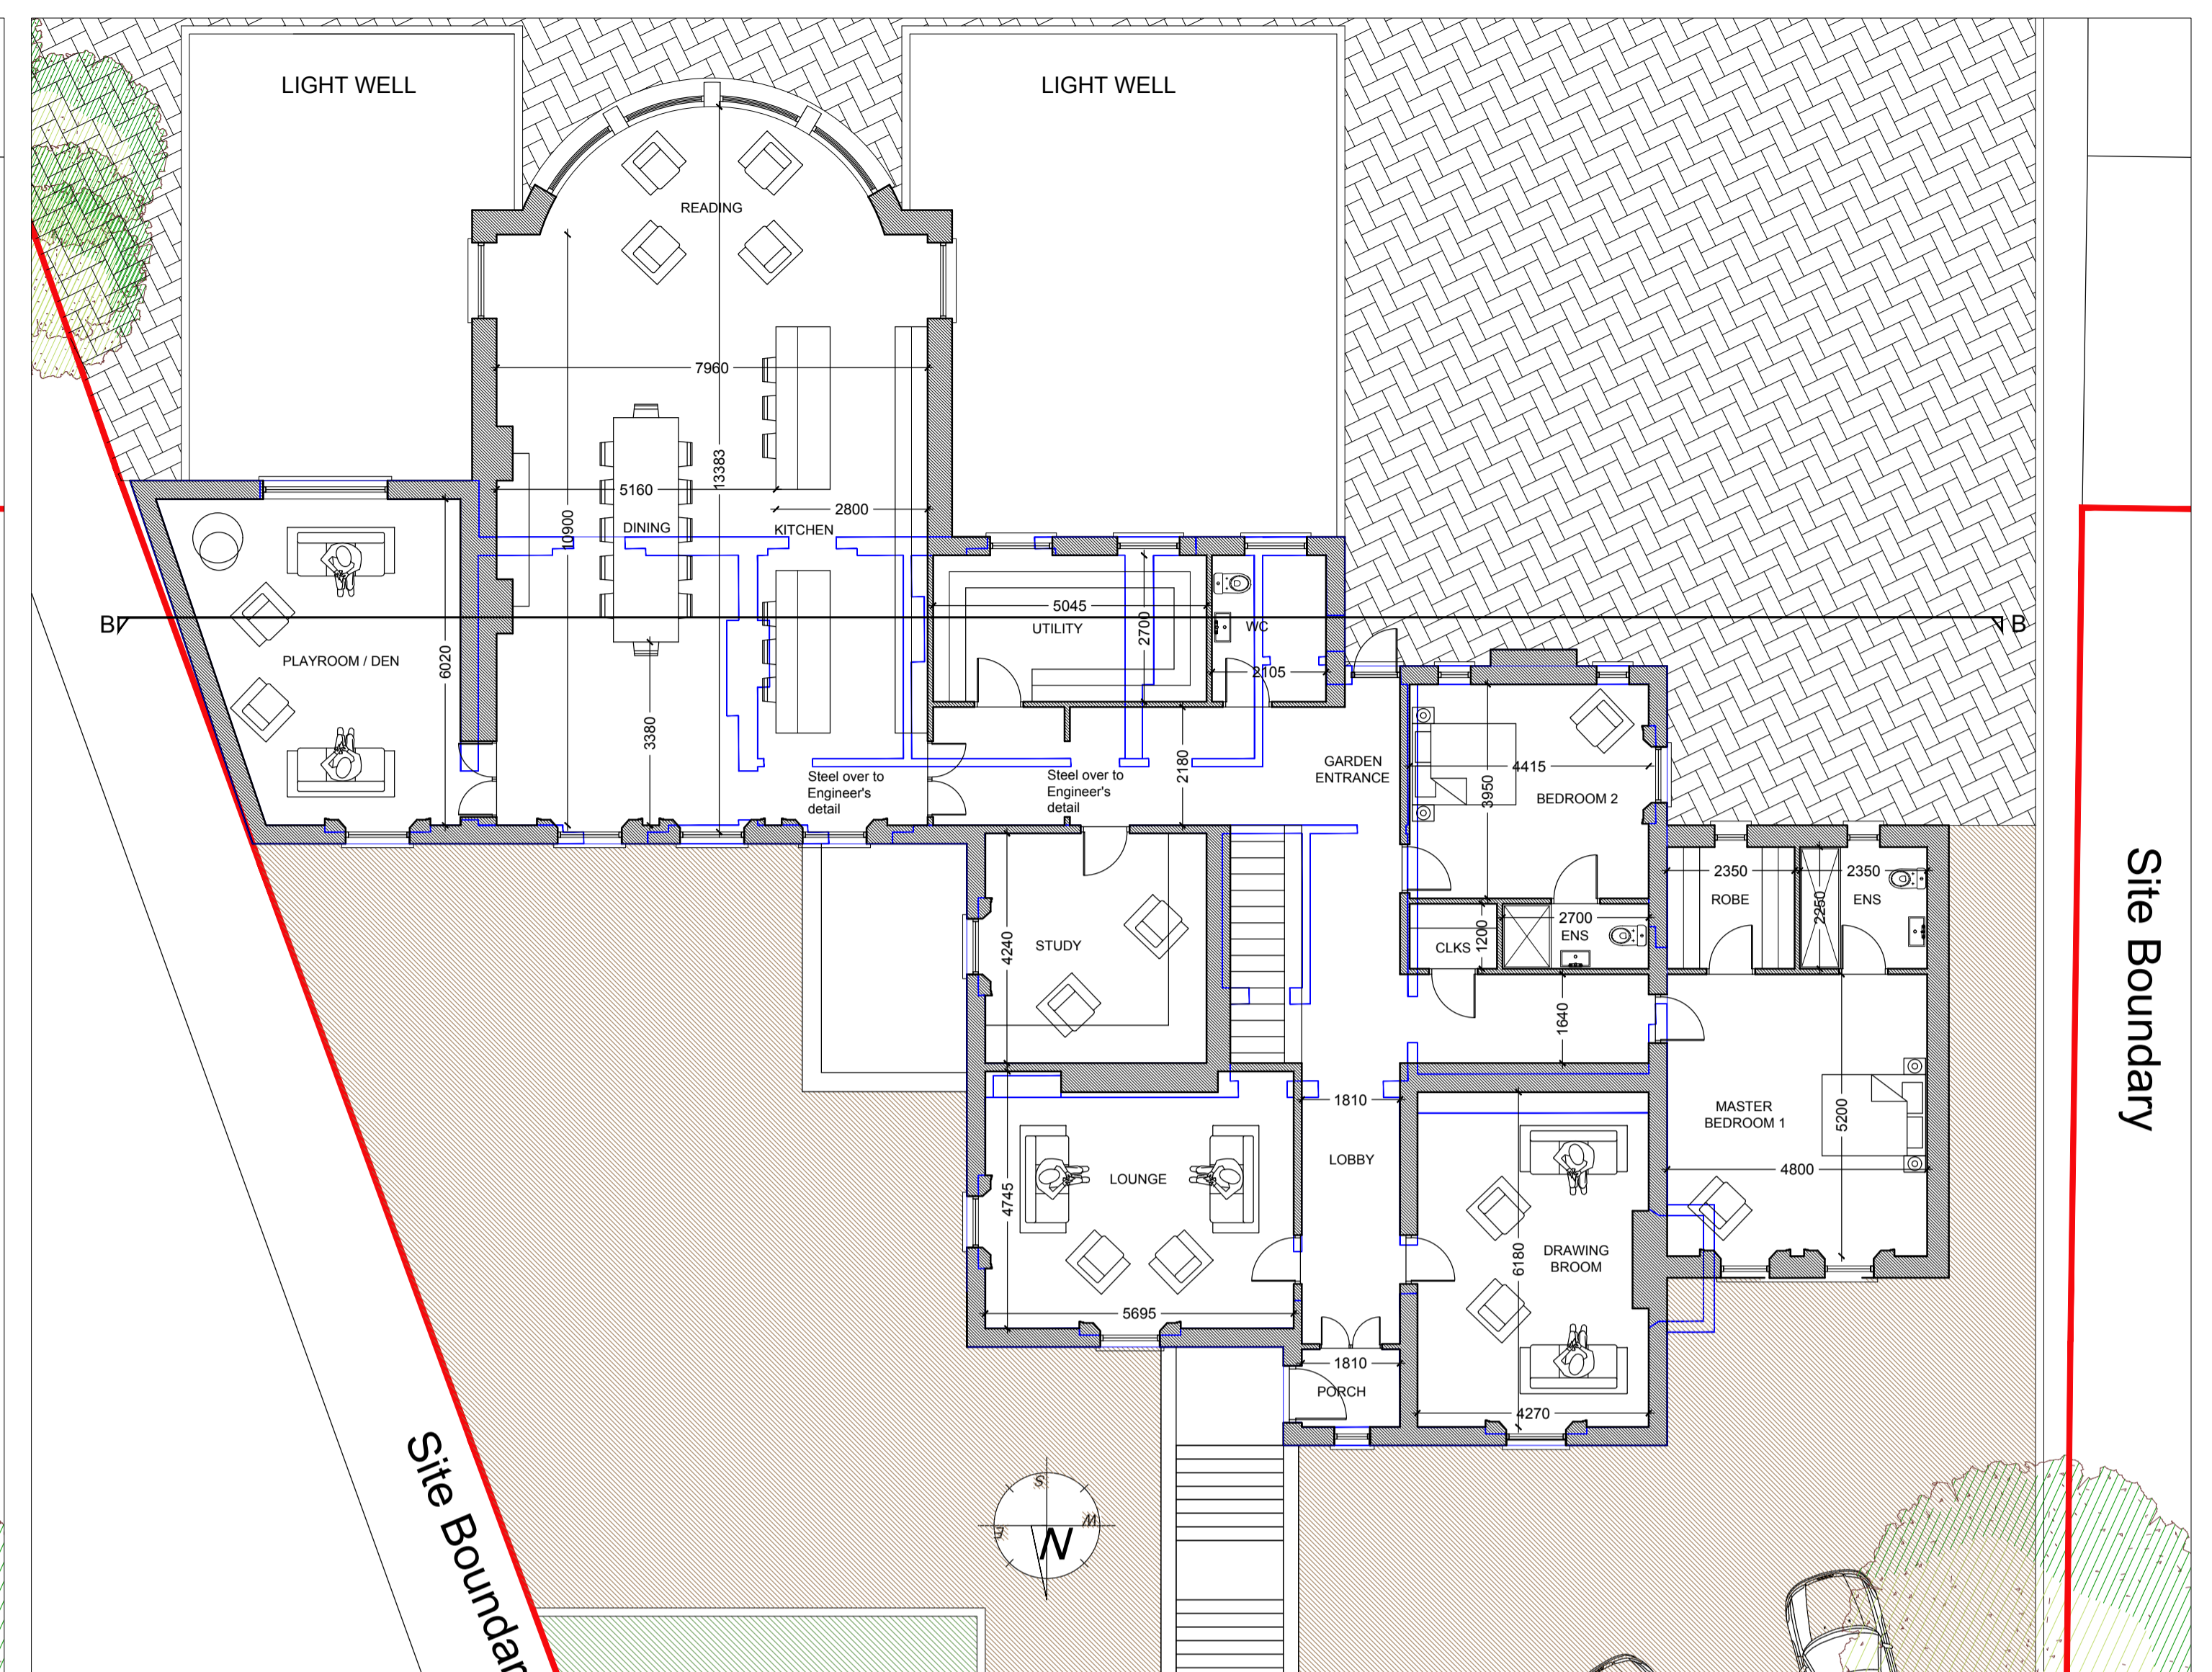 LIGHT WELL
LIGHT WELL
READING
7960
13383
5160
2800
10900
DINING
KITCHEN
B
B
5045
UTILITY
2700
WC
2105
PLAYROOM / DEN
6020
3380
Steel over to
Engineer's
detail
Steel over to
Engineer's
detail
2180
GARDEN
ENTRANCE
4415
3950
BEDROOM 2
2350
ROBE
2250
2350
ENS
STUDY
4240
CLKS
1200
2700
ENS
1640
1810
LOBBY
MASTER
BEDROOM 1
5200
4800
LOUNGE
4745
5695
DRAWING
BROOM
6180
4270
1810
PORCH
Site Boundary
Site Boundar
S
E
W
N